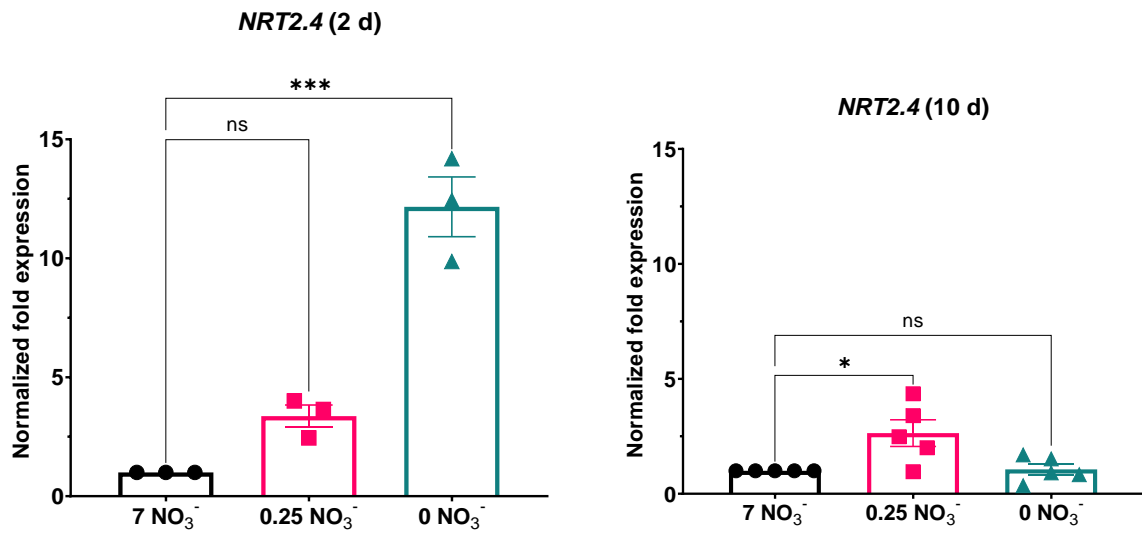 NRT2.4 (2 d)
***
ns
Normalized fold expression
15
10
5
0
7 NO₃⁻
0.25 NO₃⁻
0 NO₃⁻
NRT2.4 (10 d)
ns
*
Normalized fold expression
15
10
5
0
7 NO₃⁻
0.25 NO₃⁻
0 NO₃⁻